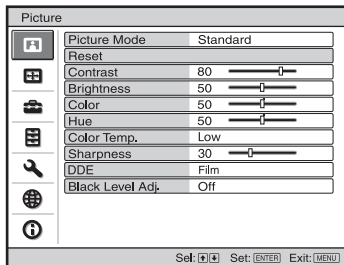 Picture
Picture Mode Standard
Reset
Contrast 80
Brightness 50
Color 50
Hue 50
Color Temp. Low
Sharpness 30
DDE Film
Black Level Adj. Off
Sel: Set: ENTER Exit: MENU